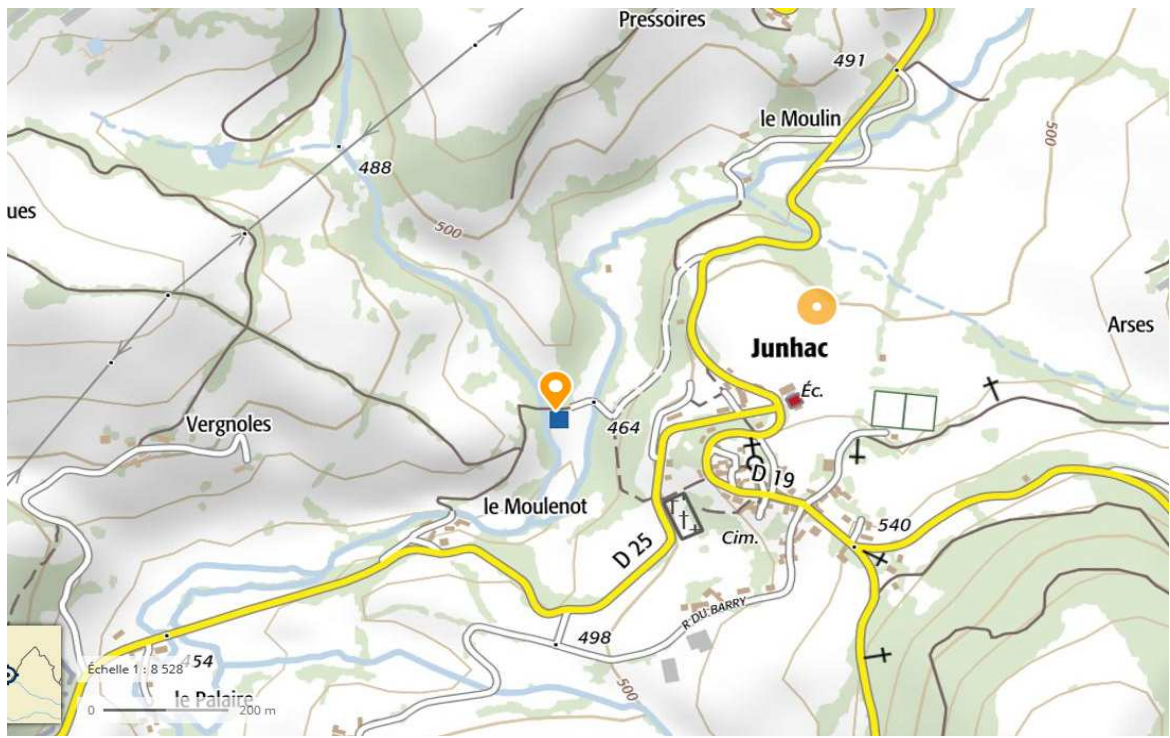 Pressoires
491
le Moulin
488
500
500
ues
Arses
Junhac
Éc.
464
Vergnoles
D 19
le Moulenot
540
Cim.
D 25
R DU BARRY
498
454
Échelle 1 : 8 528
500
le Palaire
0
200 m